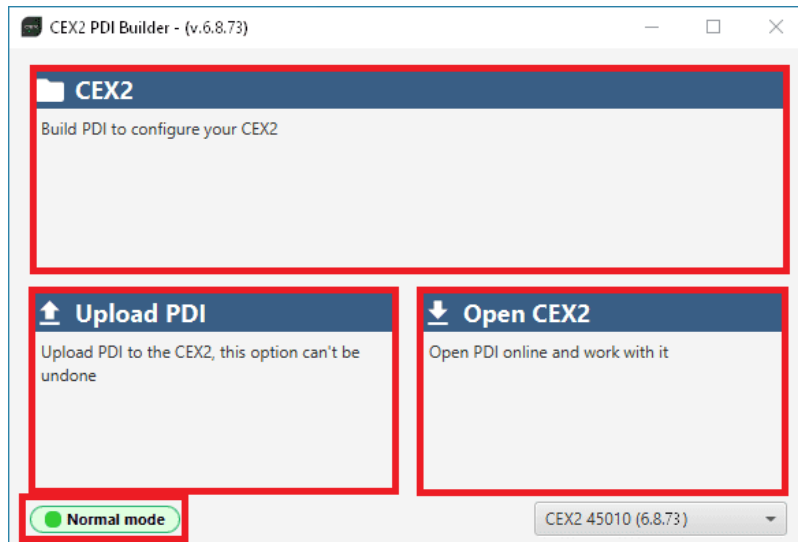 CEX2 PDI Builder - (v.6.8.73)
CEX2
Build PDI to configure your CEX2
Upload PDI
Upload PDI to the CEX2, this option can't be
undone
Open CEX2
Open PDI online and work with it
Normal mode
CEX2 45010 (6.8.73)